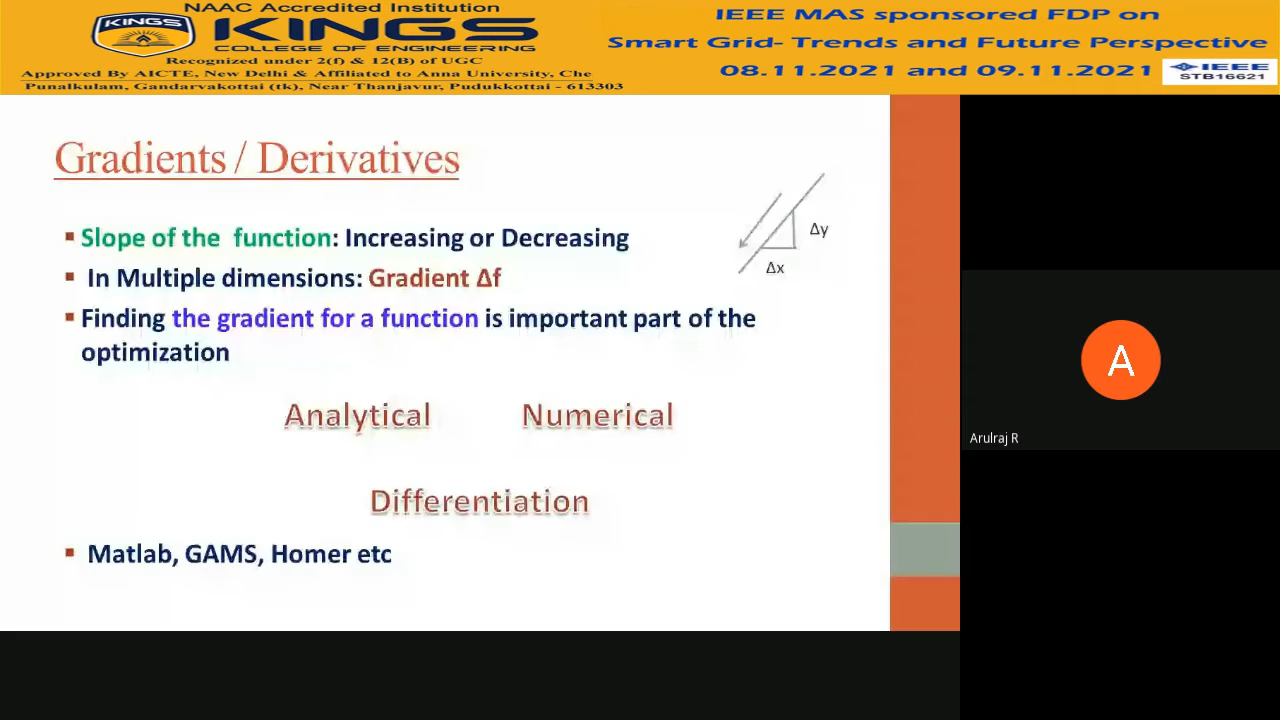 NAAC Accredited Institution
KINGS
KINGS
COLLEGE OF ENGINEERING
Recognized under 2(f) & 12(B) of UGC
Approved By AICTE, New Delhi & Affiliated to Anna University, Che
Punalkulam, Gandarvakottai (tk), Near Thanjavur, Pudukkottai - 613303
IEEE MAS sponsored FDP on
Smart Grid- Trends and Future Perspective
08.11.2021 and 09.11.2021
IEEE
STB16621
Gradients / Derivatives
▪ Slope of the function: Increasing or Decreasing
▪ In Multiple dimensions: Gradient Δf
▪ Finding the gradient for a function is important part of the
optimization
Δy
Δx
Analytical Numerical
Differentiation
▪ Matlab, GAMS, Homer etc
A
Arulraj R